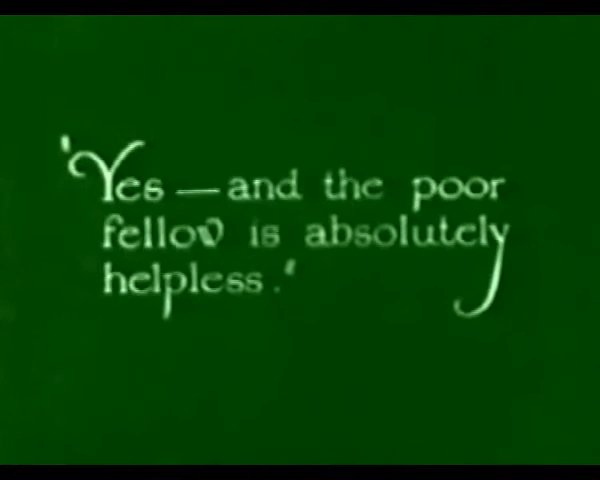 'Yes — and the poor
fellow is absolutely
helpless.'